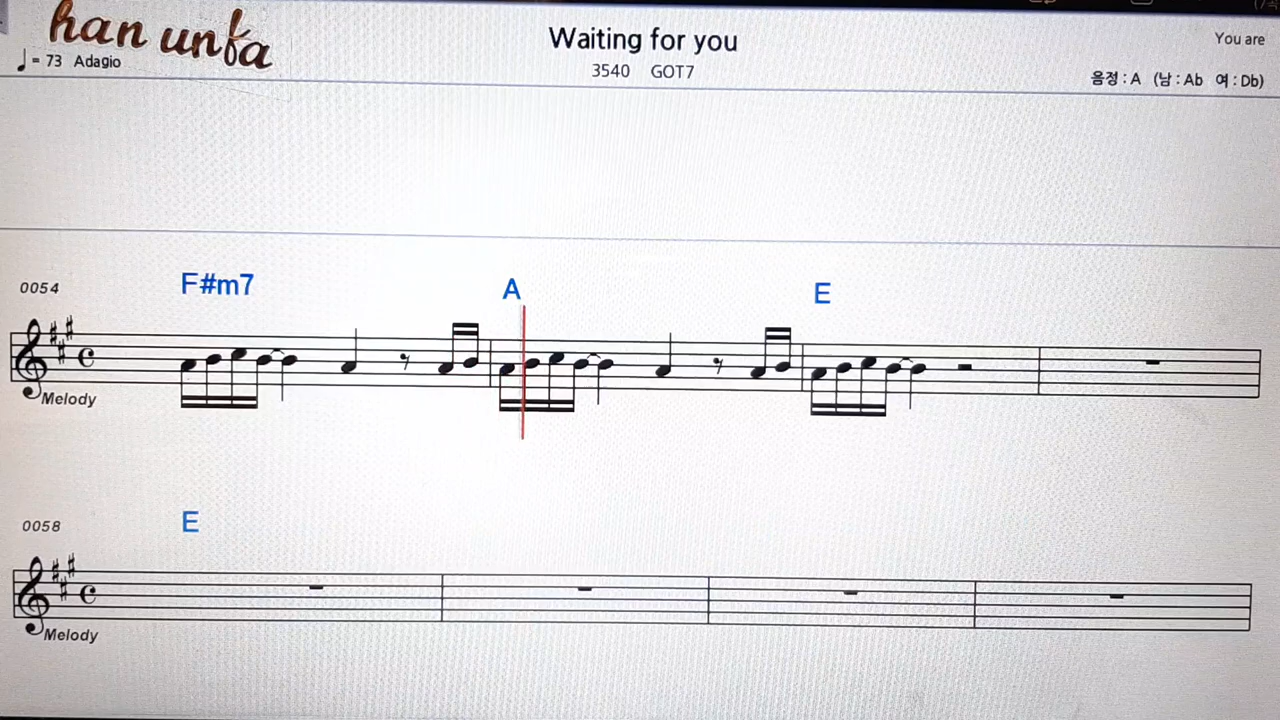 han unfa
Waiting for you
You are
= 73 Adagio
3540 GOT7
음정 : A (남 : Ab 여 : Db)
0054
F#m7 A E
Melody
0058
E
Melody